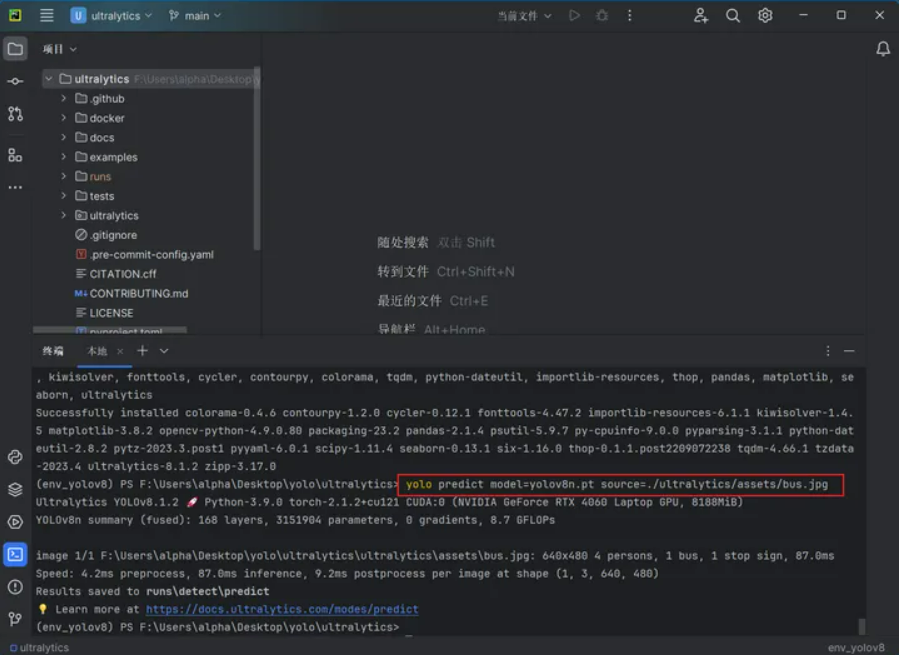 U ultralytics main 当前文件
项目
ultralytics F:\Users\alpha\Desktop\y
.github
docker
docs
examples
runs
tests
ultralytics
.gitignore
.pre-commit-config.yaml
CITATION.cff
CONTRIBUTING.md
LICENSE
pyproject.toml
随处搜索 双击 Shift
转到文件 Ctrl+Shift+N
最近的文件 Ctrl+E
导航栏 Alt+Home
终端 本地
, kiwisolver, fonttools, cycler, contourpy, colorama, tqdm, python-dateutil, importlib-resources, thop, pandas, matplotlib, se
aborn, ultralytics
Successfully installed colorama-0.4.6 contourpy-1.2.0 cycler-0.12.1 fonttools-4.47.2 importlib-resources-6.1.1 kiwisolver-1.4.
5 matplotlib-3.8.2 opencv-python-4.9.0.80 packaging-23.2 pandas-2.1.4 psutil-5.9.7 py-cpuinfo-9.0.0 pyparsing-3.1.1 python-dat
eutil-2.8.2 pytz-2023.3.post1 pyyaml-6.0.1 scipy-1.11.4 seaborn-0.13.1 six-1.16.0 thop-0.1.1.post2209072238 tqdm-4.66.1 tzdata
-2023.4 ultralytics-8.1.2 zipp-3.17.0
(env_yolov8) PS F:\Users\alpha\Desktop\yolo\ultralytics> yolo predict model=yolov8n.pt source=./ultralytics/assets/bus.jpg
Ultralytics YOLOv8.1.2 🚀 Python-3.9.0 torch-2.1.2+cu121 CUDA:0 (NVIDIA GeForce RTX 4060 Laptop GPU, 8188MiB)
YOLOv8n summary (fused): 168 layers, 3151904 parameters, 0 gradients, 8.7 GFLOPs
image 1/1 F:\Users\alpha\Desktop\yolo\ultralytics\ultralytics\assets\bus.jpg: 640x480 4 persons, 1 bus, 1 stop sign, 87.0ms
Speed: 4.2ms preprocess, 87.0ms inference, 9.2ms postprocess per image at shape (1, 3, 640, 480)
Results saved to runs\detect\predict
💡 Learn more at https://docs.ultralytics.com/modes/predict
(env_yolov8) PS F:\Users\alpha\Desktop\yolo\ultralytics>
ultralytics env_yolov8